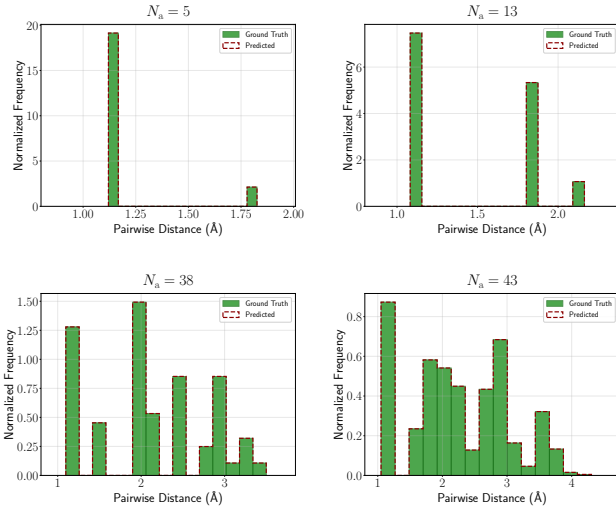 N_a = 5
Normalized Frequency
20
15
10
5
0
Ground Truth
Predicted
1.00 1.25 1.50 1.75 2.00
Pairwise Distance (Å)
N_a = 13
Normalized Frequency
6
4
2
0
Ground Truth
Predicted
1.0 1.5 2.0
Pairwise Distance (Å)
N_a = 38
Normalized Frequency
1.50
1.25
1.00
0.75
0.50
0.25
0.00
Ground Truth
Predicted
1 2 3
Pairwise Distance (Å)
N_a = 43
Normalized Frequency
0.8
0.6
0.4
0.2
0.0
Ground Truth
Predicted
1 2 3 4
Pairwise Distance (Å)